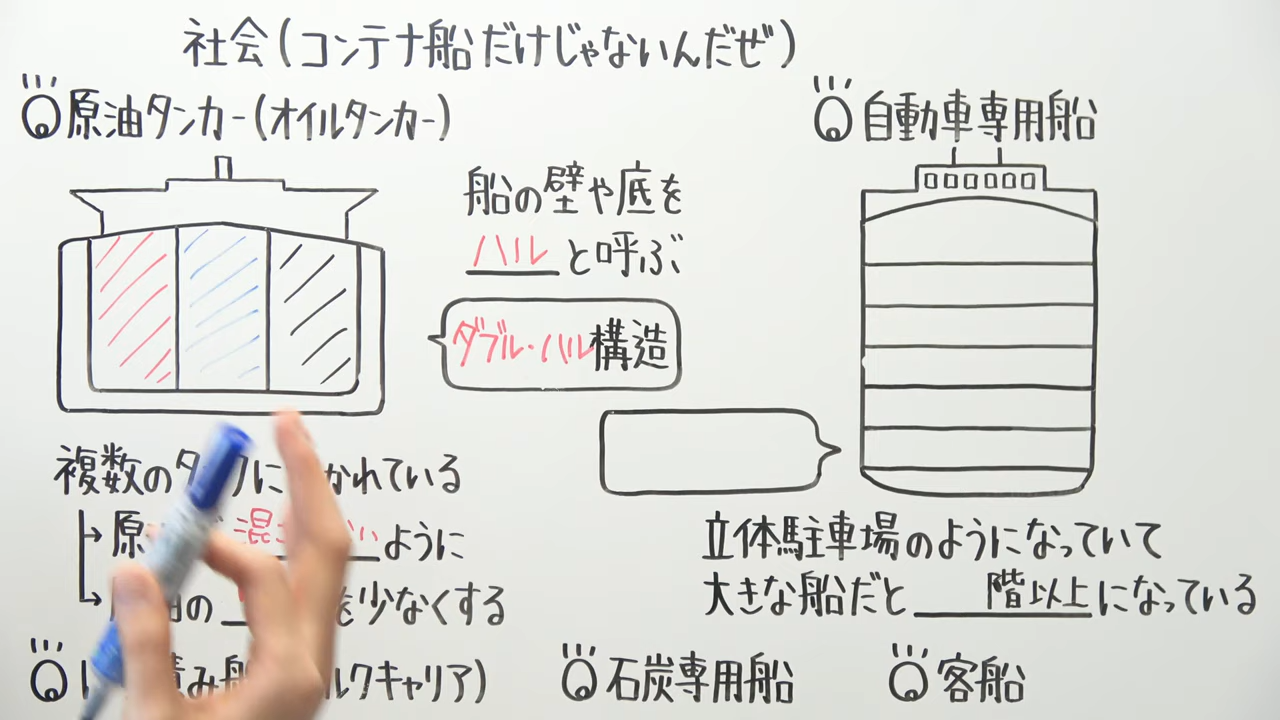 社会(コンテナ船だけじゃないんだぜ)
原油タンカー(オイルタンカー)
船の壁や底を
ハルと呼ぶ
ダブル・ハル構造
複数のタ かれている
原 混 ように
の を少なくする
自動車専用船
立体駐車場のようになっていて
大きな船だと 階以上になっている
積み船 ルクキャリア)
石炭専用船
客船